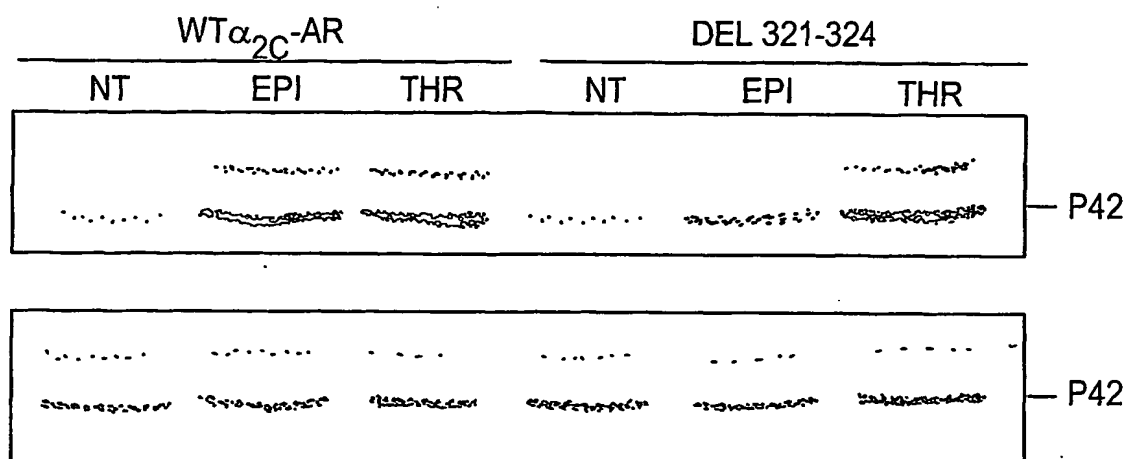 WTα2C-AR DEL 321-324
NT EPI THR NT EPI THR
P42
P42